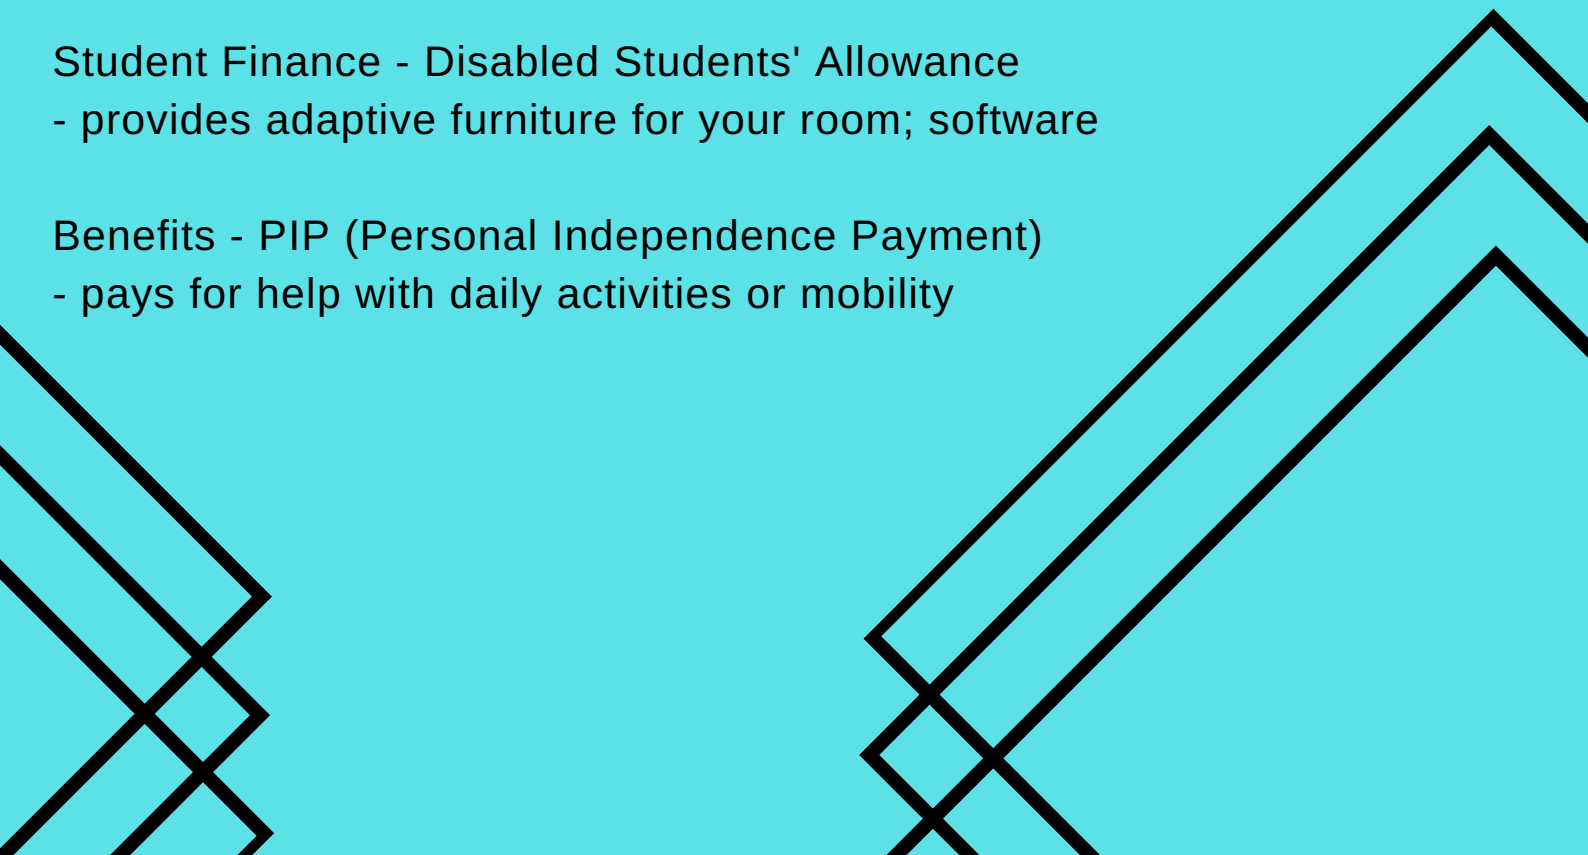 Student Finance - Disabled Students' Allowance
- provides adaptive furniture for your room; software
Benefits - PIP (Personal Independence Payment)
- pays for help with daily activities or mobility